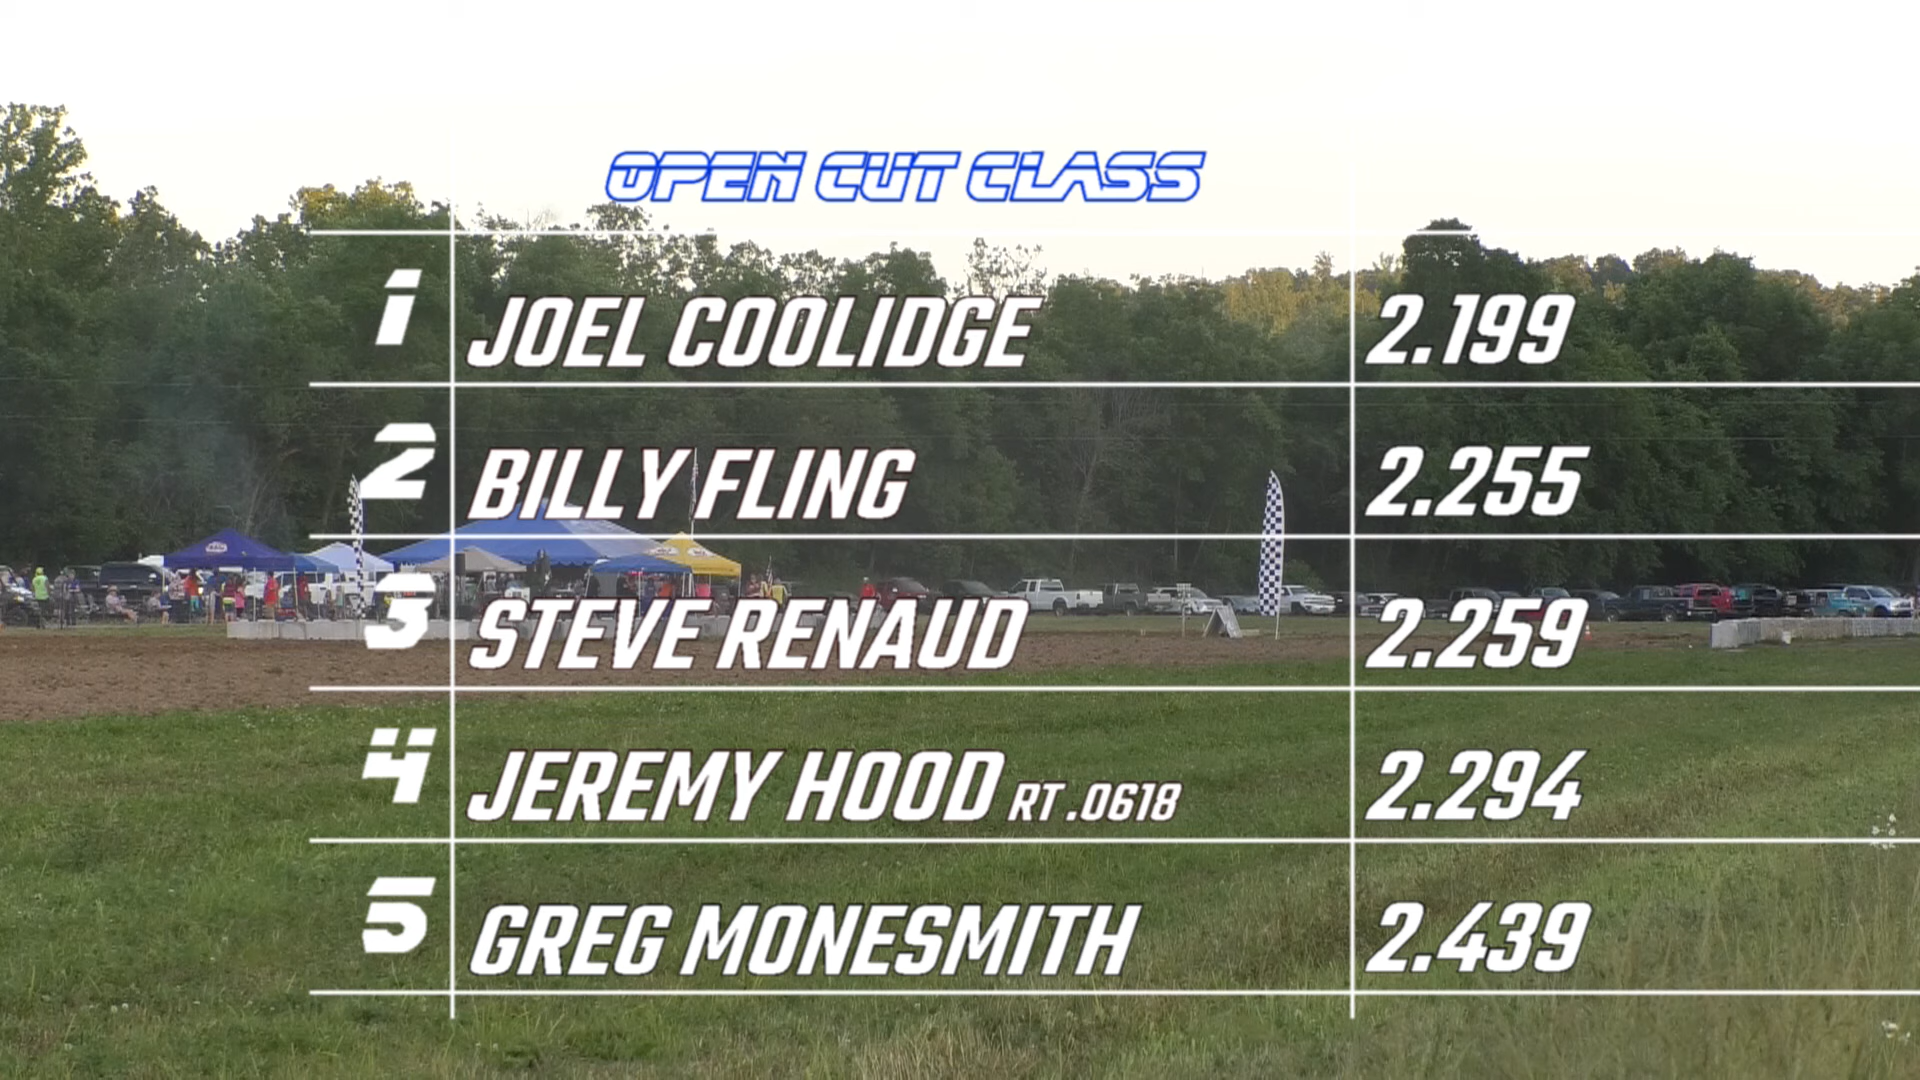 OPEN CUT CLASS
1 JOEL COOLIDGE 2.199
2 BILLY FLING 2.255
3 STEVE RENAUD 2.259
4 JEREMY HOOD RT .0618 2.294
5 GREG MONESMITH 2.439